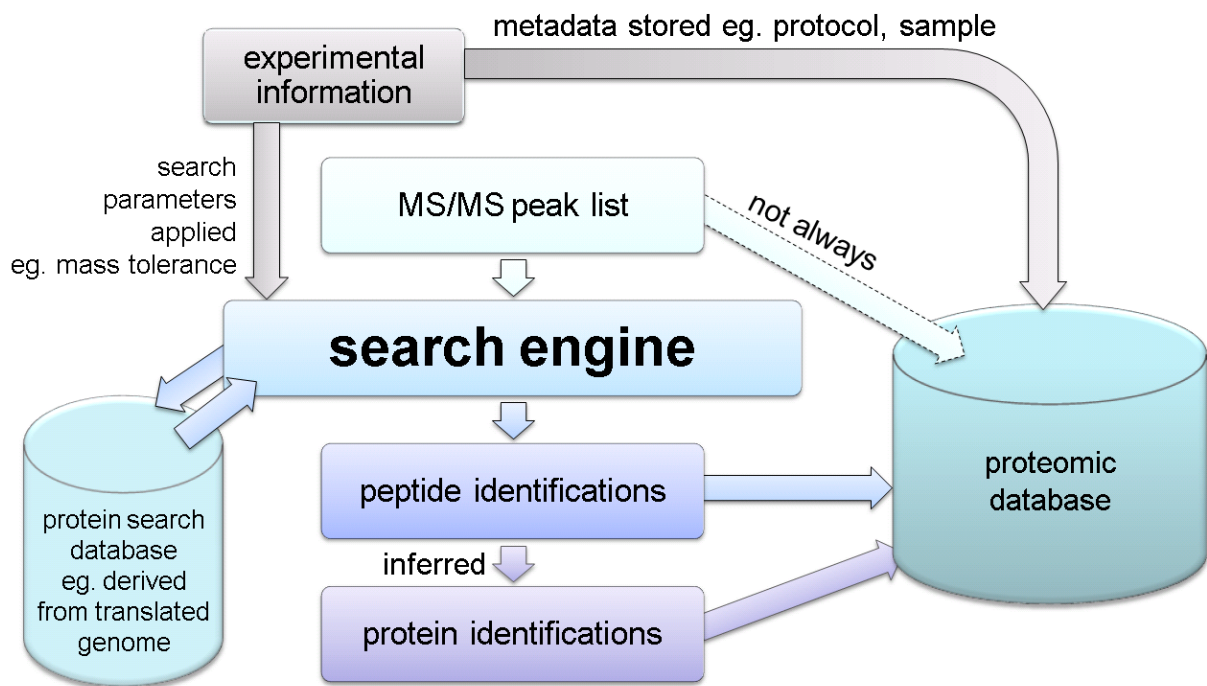 metadata stored eg. protocol, sample
experimental
information
search
parameters
applied
eg. mass tolerance
MS/MS peak list
not always
search engine
peptide identifications
inferred
protein identifications
protein search
database
eg. derived
from translated
genome
proteomic
database